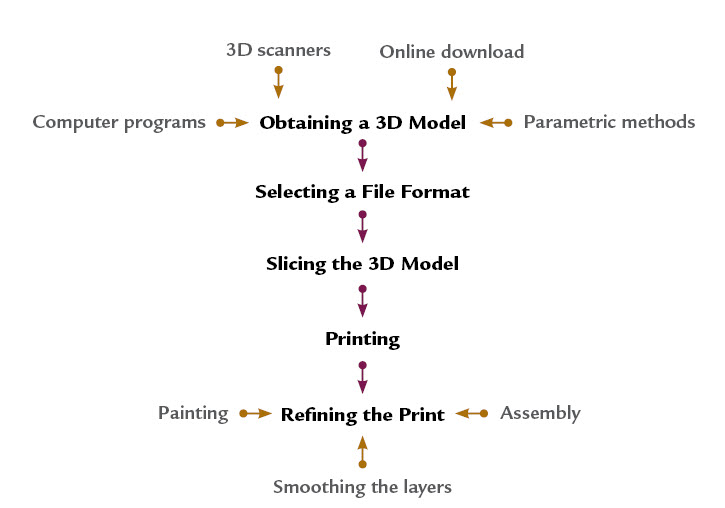 3D scanners
Online download
Computer programs
Obtaining a 3D Model
Parametric methods
Selecting a File Format
Slicing the 3D Model
Printing
Painting
Refining the Print
Assembly
Smoothing the layers